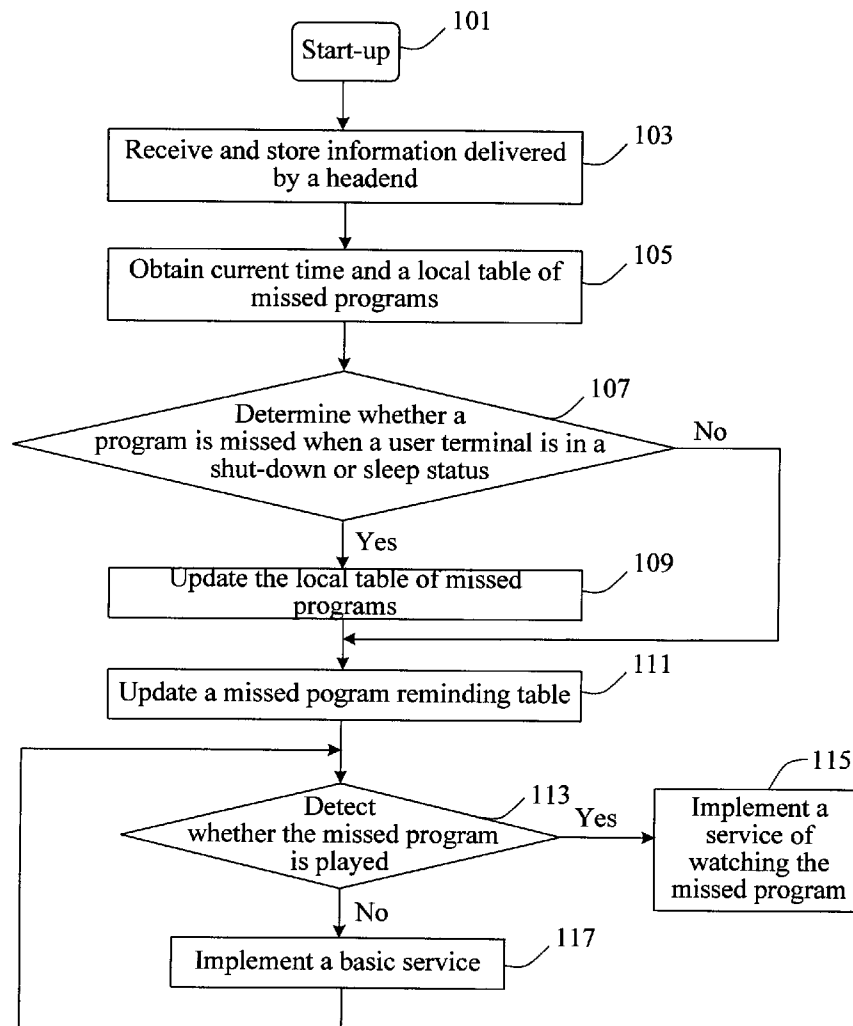 Start-up
101
Receive and store information delivered
by a headend
103
Obtain current time and a local table of
missed programs
105
Determine whether a
program is missed when a user terminal is in a
shut-down or sleep status
107
No
Yes
Update the local table of missed
programs
109
Update a missed pogram reminding table
111
Detect
whether the missed program
is played
113
Yes
115
Implement a
service of
watching the
missed program
No
Implement a basic service
117